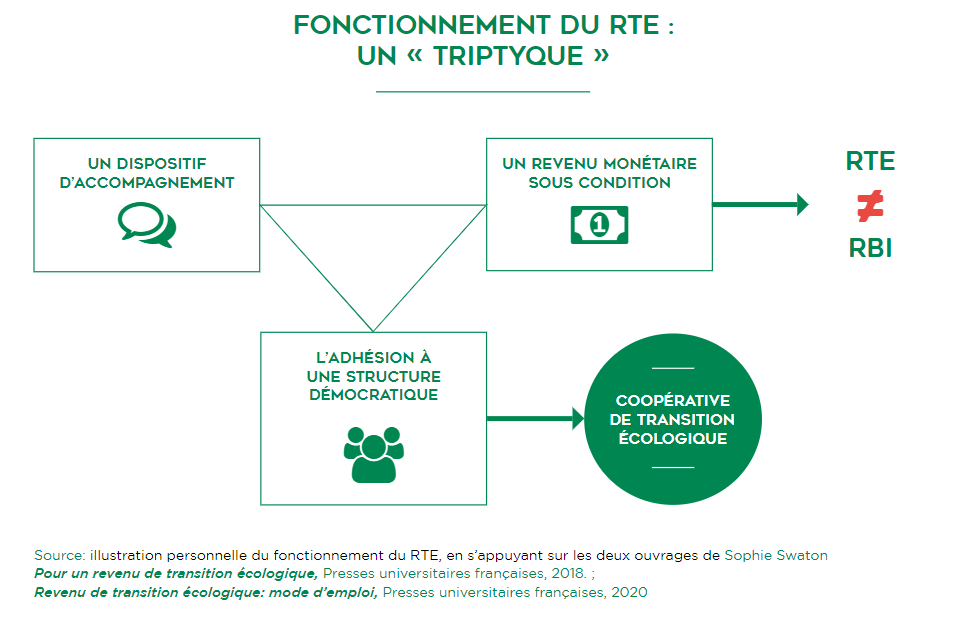 FONCTIONNEMENT DU RTE :
UN « TRIPTYQUE »
UN DISPOSITIF
D'ACCOMPAGNEMENT
UN REVENU MONÉTAIRE
SOUS CONDITION
1
RTE
≠
RBI
L'ADHÉSION À
UNE STRUCTURE
DÉMOCRATIQUE
COOPÉRATIVE
DE TRANSITION
ÉCOLOGIQUE
Source: illustration personnelle du fonctionnement du RTE, en s'appuyant sur les deux ouvrages de Sophie Swaton
Pour un revenu de transition écologique, Presses universitaires françaises, 2018. ;
Revenu de transition écologique: mode d'emploi, Presses universitaires françaises, 2020